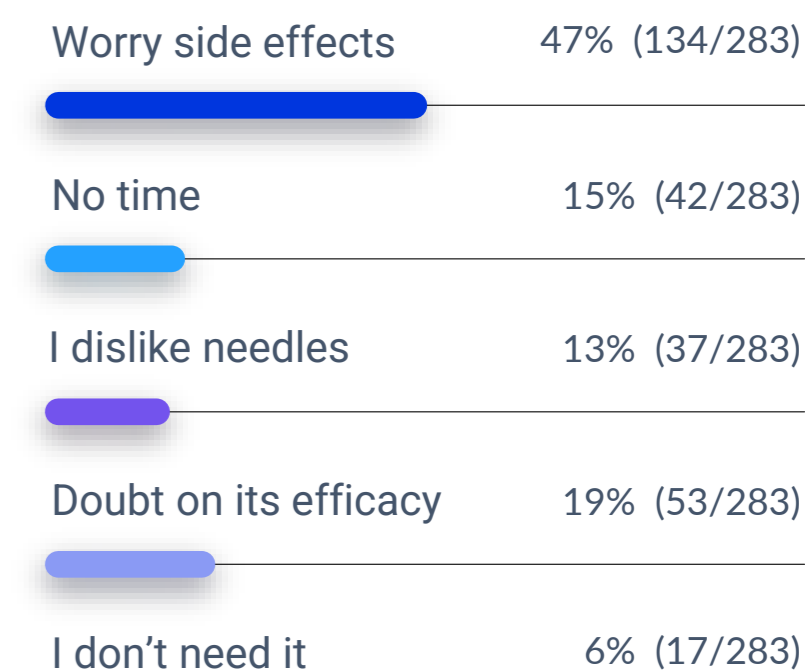 Worry side effects 47% (134/283)
No time 15% (42/283)
I dislike needles 13% (37/283)
Doubt on its efficacy 19% (53/283)
I don’t need it 6% (17/283)